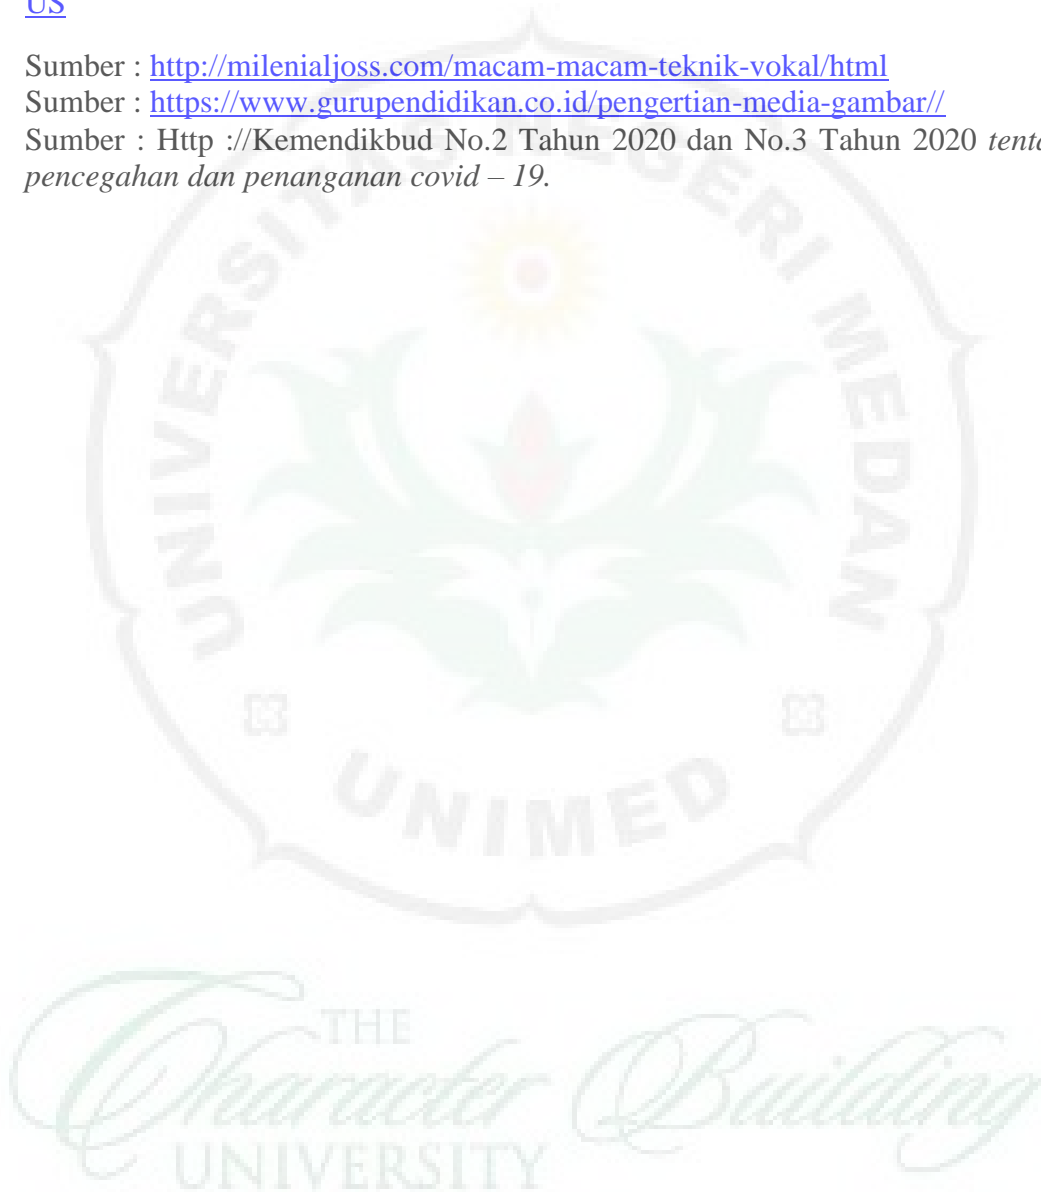 US
Sumber : http://milenialjoss.com/macam-macam-teknik-vokal/html
Sumber : https://www.gurupendidikan.co.id/pengertian-media-gambar//
Sumber : Http ://Kemendikbud No.2 Tahun 2020 dan No.3 Tahun 2020
pencegahan dan penanganan covid – 19.
UNIVERSITAS NEGERI MEDAN
UNIMED
THE
Character Building
UNIVERSITY